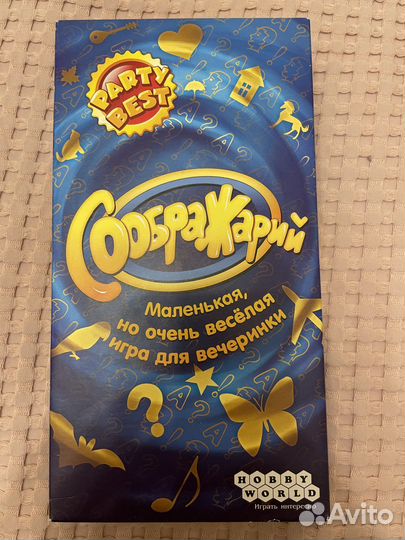 PARTY
BEST
Соображарий
Маленькая,
но очень весёлая
игра для вечеринки
HOBBY
WORLD
Играть интересно
Avito